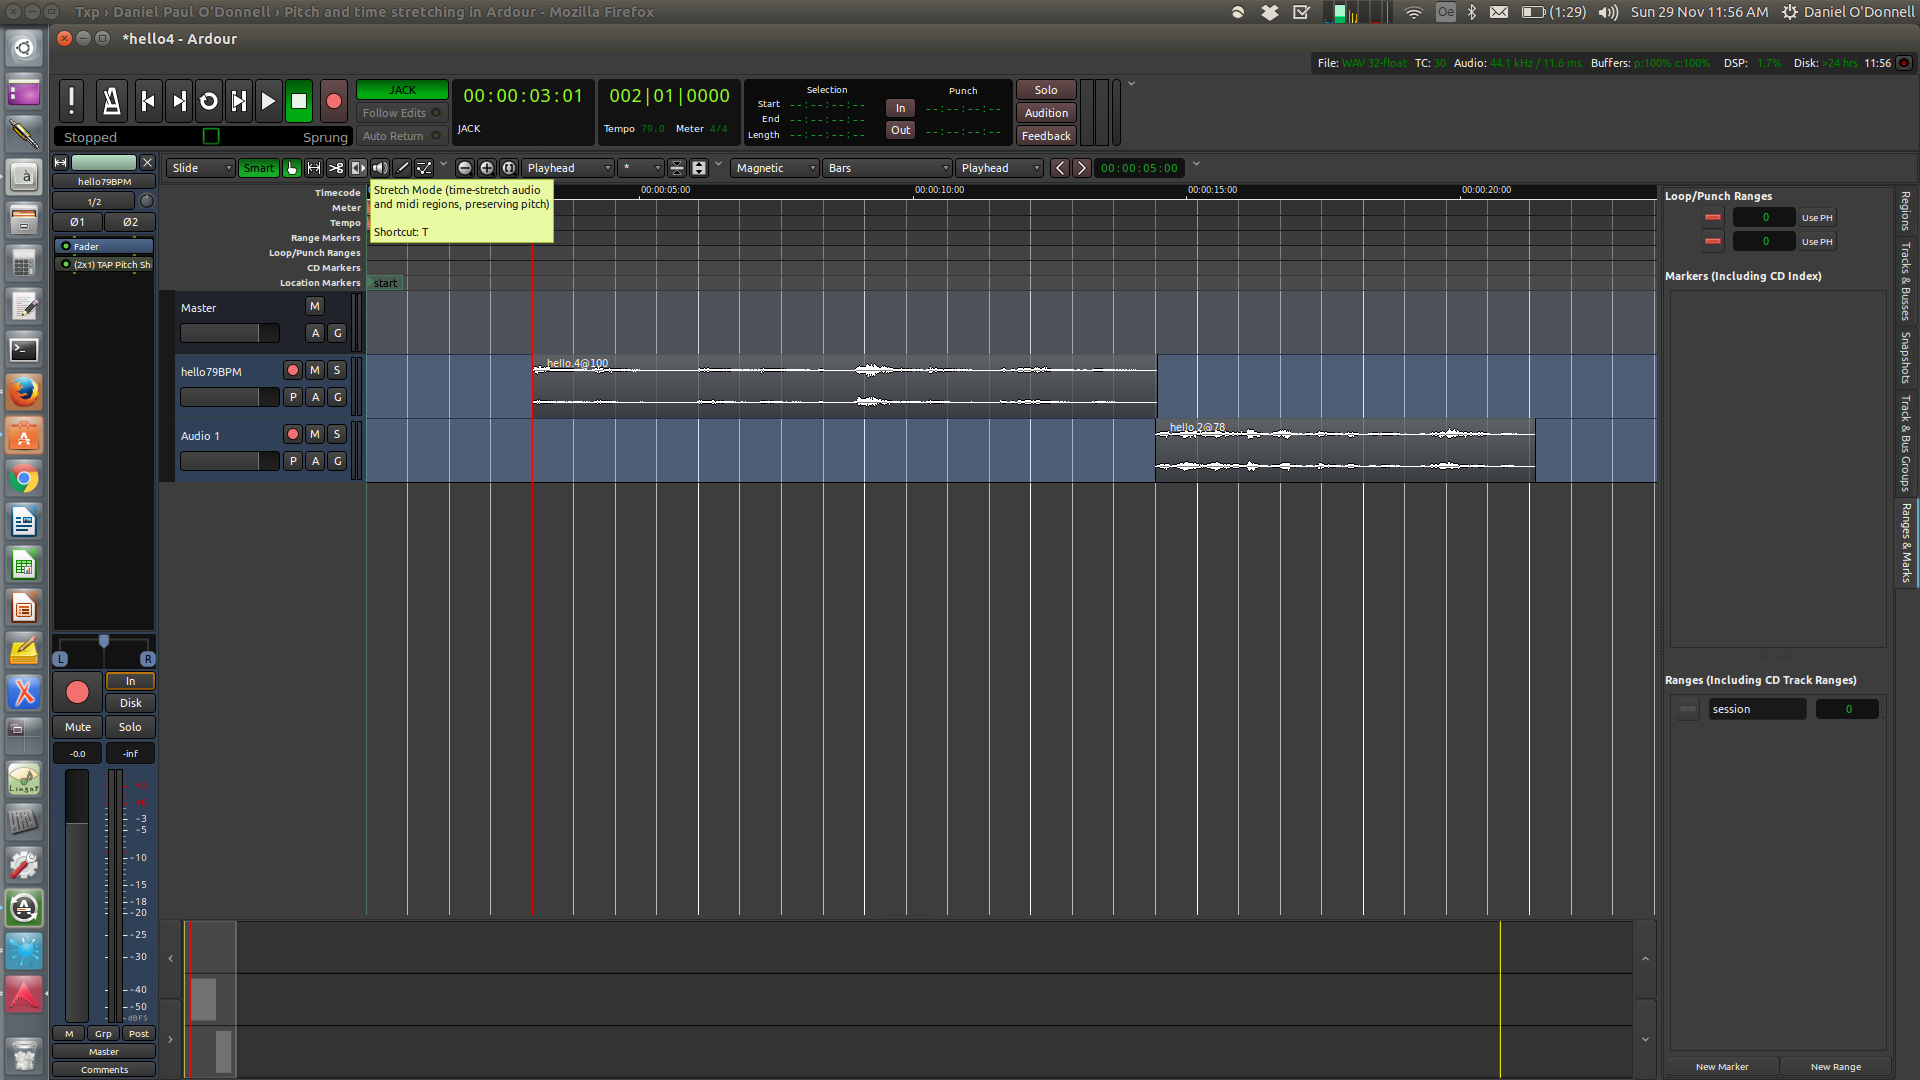 Txp › Daniel Paul O'Donnell › Pitch and time stretching in Ardour - Mozilla Firefox
Oe (1:29) Sun 29 Nov 11:56 AM Daniel O'Donnell
*hello4 - Ardour
File: WAV 32-float TC: 30 Audio: 44.1 kHz / 11.6 ms Buffers: p:100% c:100% DSP: 1.7% Disk: >24 hrs 11:56
JACK
Follow Edits
Auto Return
Stopped Sprung
00:00:03:01
JACK
002|01|0000
Tempo 79.0 Meter 4/4
Selection Punch
Start --:--:--:--
End --:--:--:--
Length --:--:--:--
In --:--:--:--
Out --:--:--:--
Solo
Audition
Feedback
Slide Smart Playhead * Magnetic Bars Playhead 00:00:05:00
Stretch Mode (time-stretch audio
and midi regions, preserving pitch)
Shortcut: T
hello79BPM
1/2
Ø1 Ø2
Fader
(2x1) TAP Pitch Sh
Timecode
Meter
Tempo
Range Markers
Loop/Punch Ranges
CD Markers
Location Markers
00:00:05:00 00:00:10:00 00:00:15:00 00:00:20:00
start
Master M
A G
hello79BPM M S
P A G
hello.4@100
Audio 1 M S
P A G
hello.2@78
Loop/Punch Ranges
0 Use PH
0 Use PH
Markers (Including CD Index)
Ranges (Including CD Track Ranges)
session 0
New Marker New Range
Regions
Tracks & Busses
Snapshots
Track & Bus Groups
Ranges & Marks
L R
In
Disk
Mute Solo
-0.0 -inf
-3
-5
-10
-15
-18
-20
-25
-30
-40
-50
dBFS
M Grp Post
Master
Comments
Lingot